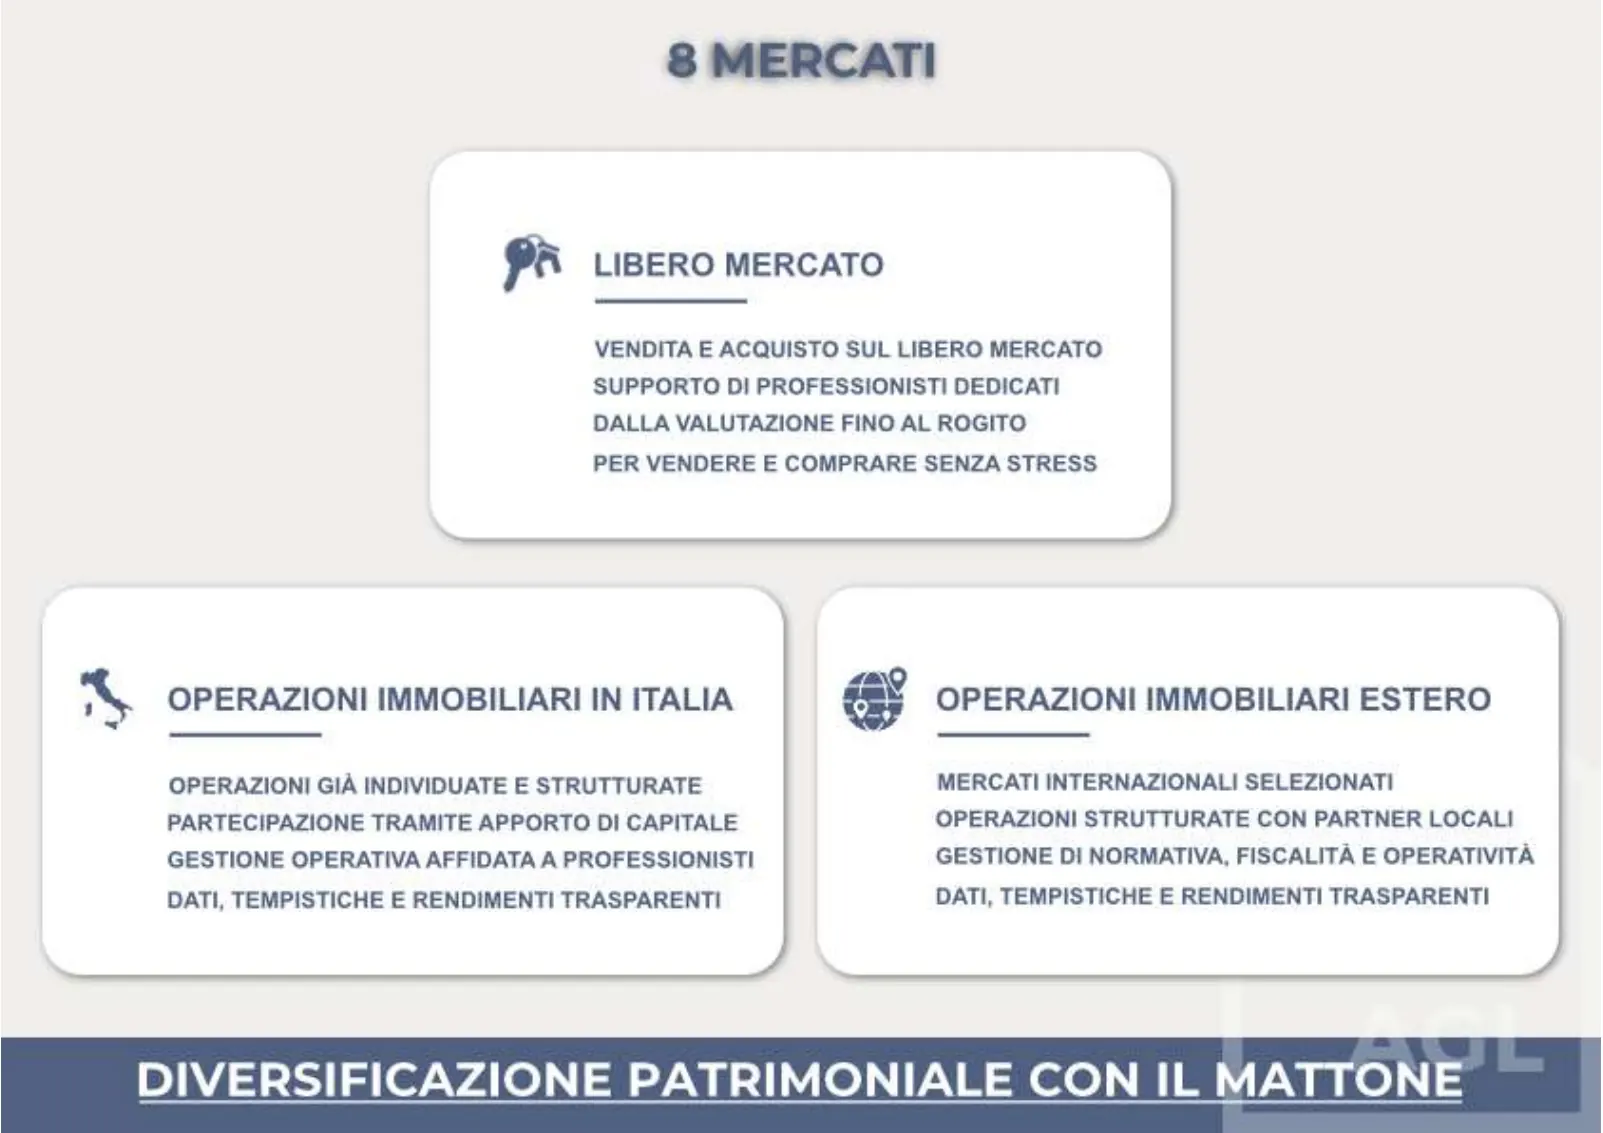 8 MERCATI
LIBERO MERCATO
VENDITA E ACQUISTO SUL LIBERO MERCATO
SUPPORTO DI PROFESSIONISTI DEDICATI
DALLA VALUTAZIONE FINO AL ROGITO
PER VENDERE E COMPRARE SENZA STRESS
OPERAZIONI IMMOBILIARI IN ITALIA
OPERAZIONI GIÀ INDIVIDUATE E STRUTTURATE
PARTECIPAZIONE TRAMITE APPORTO DI CAPITALE
GESTIONE OPERATIVA AFFIDATA A PROFESSIONISTI
DATI, TEMPISTICHE E RENDIMENTI TRASPARENTI
OPERAZIONI IMMOBILIARI ESTERO
MERCATI INTERNAZIONALI SELEZIONATI
OPERAZIONI STRUTTURATE CON PARTNER LOCALI
GESTIONE DI NORMATIVA, FISCALITÀ E OPERATIVITÀ
DATI, TEMPISTICHE E RENDIMENTI TRASPARENTI
AGL
DIVERSIFICAZIONE PATRIMONIALE CON IL MATTONE